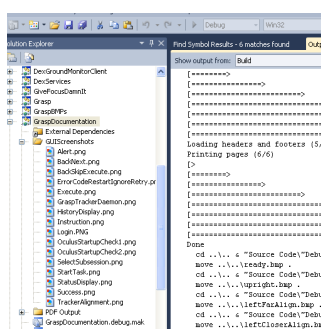 Debug
Win32
olution Explorer
Find Symbol Results - 6 matches found
Outp
Show output from: Build
DexGroundMonitorClient
DexServices
GiveFocusDamnIt
Grasp
GraspBMPs
GraspDocumentation
External Dependencies
GUIScreenshots
Alert.png
BackNext.png
BackSkipExecute.png
ErrorCodeRestartIgnoreRetry.pr
Execute.png
GraspTrackerDaemon.png
HistoryDisplay.png
Instruction.png
Login.PNG
OculusStartupCheck1.png
OculusStartupCheck2.png
SelectSubsession.png
StartTask.png
StatusDisplay.png
Success.png
TrackerAlignment.png
PDF Output
GraspDocumentation.debug.mak
[========>
[================>
[========================>
[==============================
[==============================
[==============================
Loading headers and footers (5/
Printing pages (6/6)
[>
[========>
[=================>
[=========================>
[==============================
[==============================
[==============================
Done
cd ..\.. & "Source Code\"Debu
move ..\..\ready.bmp .
cd ..\.. & "Source Code\"Debu
move ..\..\upright.bmp .
cd ..\.. & "Source Code\"Debu
move ..\..\leftFarAlign.bmp .
cd ..\.. & "Source Code\"Debu
move ..\..\leftCloserAlign.bm